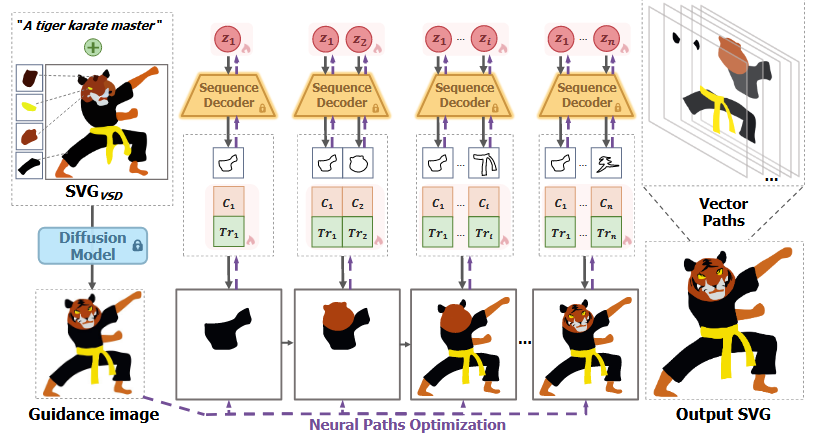 "A tiger karate master"
SVG_VSD
Diffusion
Model
Guidance image
z_1
Sequence
Decoder
C_1
Tr_1
z_1 z_2
Sequence
Decoder
C_1 C_2
Tr_1 Tr_2
z_1 ... z_i
Sequence
Decoder
C_1 ... C_i
Tr_1 ... Tr_i
z_1 ... z_n
Sequence
Decoder
C_1 ... C_n
Tr_1 ... Tr_n
...
Neural Paths Optimization
...
Vector
Paths
Output SVG